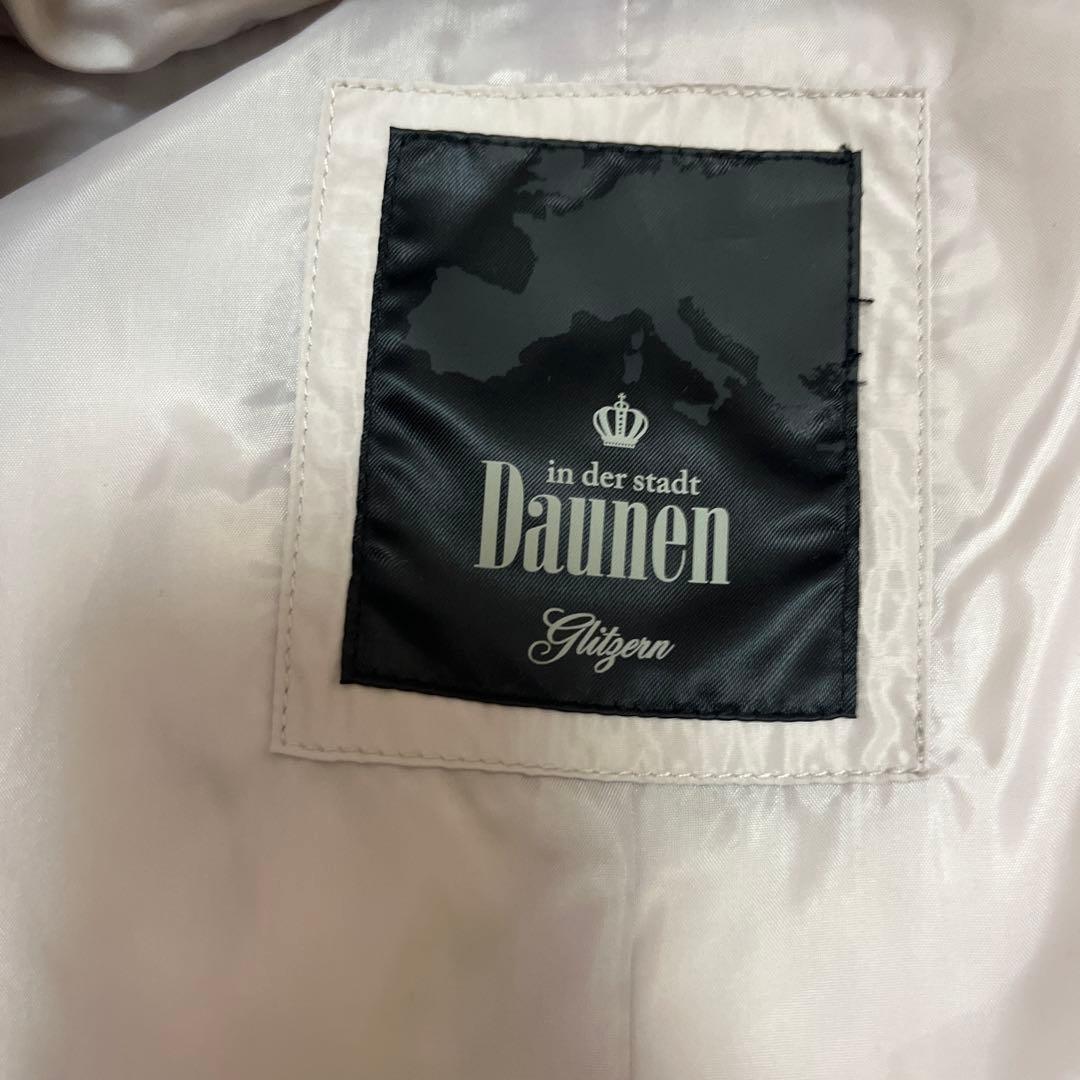 in der stadt
Daunen
Glitzern